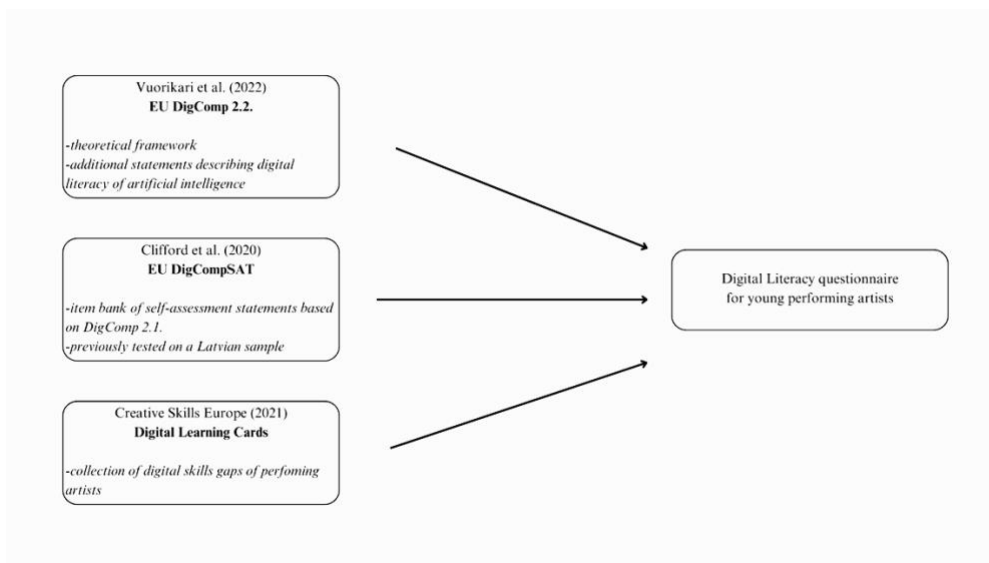 Vuorikari et al. (2022)
EU DigComp 2.2.
-theoretical framework
-additional statements describing digital
literacy of artificial intelligence
Clifford et al. (2020)
EU DigCompSAT
-item bank of self-assessment statements based
on DigComp 2.1.
-previously tested on a Latvian sample
Creative Skills Europe (2021)
Digital Learning Cards
-collection of digital skills gaps of perfoming
artists
Digital Literacy questionnaire
for young performing artists